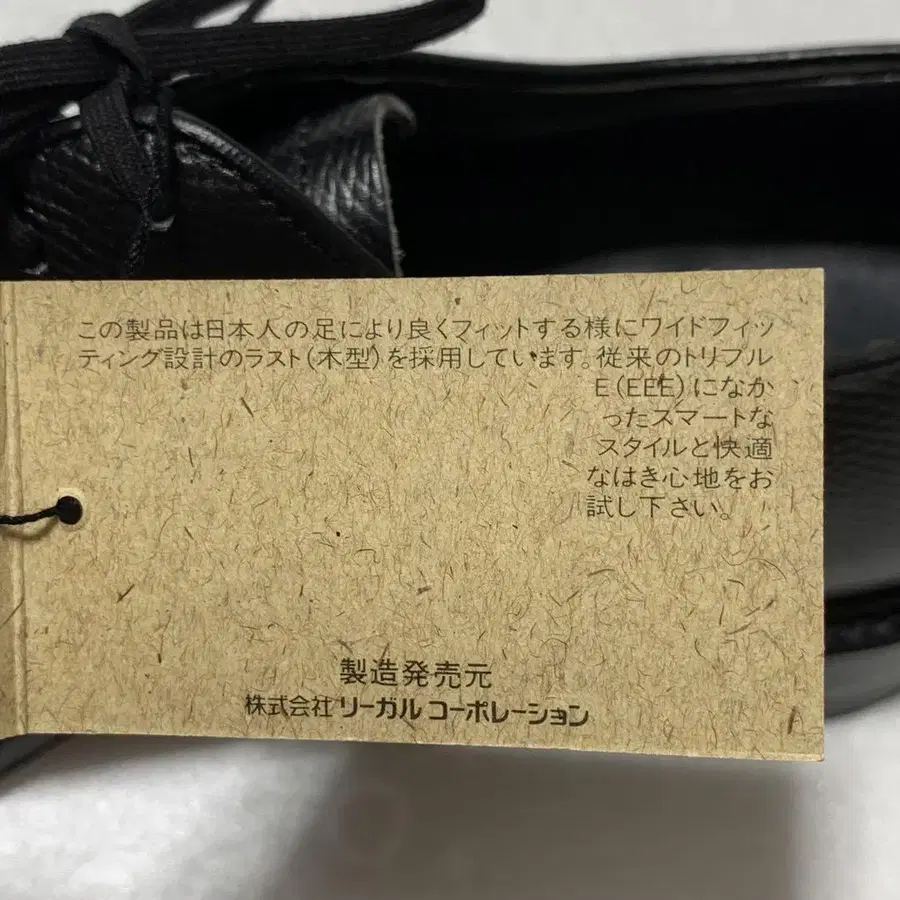 この製品は日本人の足により良くフィットする様にワイドフィッ
ティング設計のラスト(木型)を採用しています。従来のトリプル
E(EEE)になか
ったスマートな
スタイルと快適
なはき心地をお
試し下さい。
製造発売元
株式会社 リーガル コーポレーション